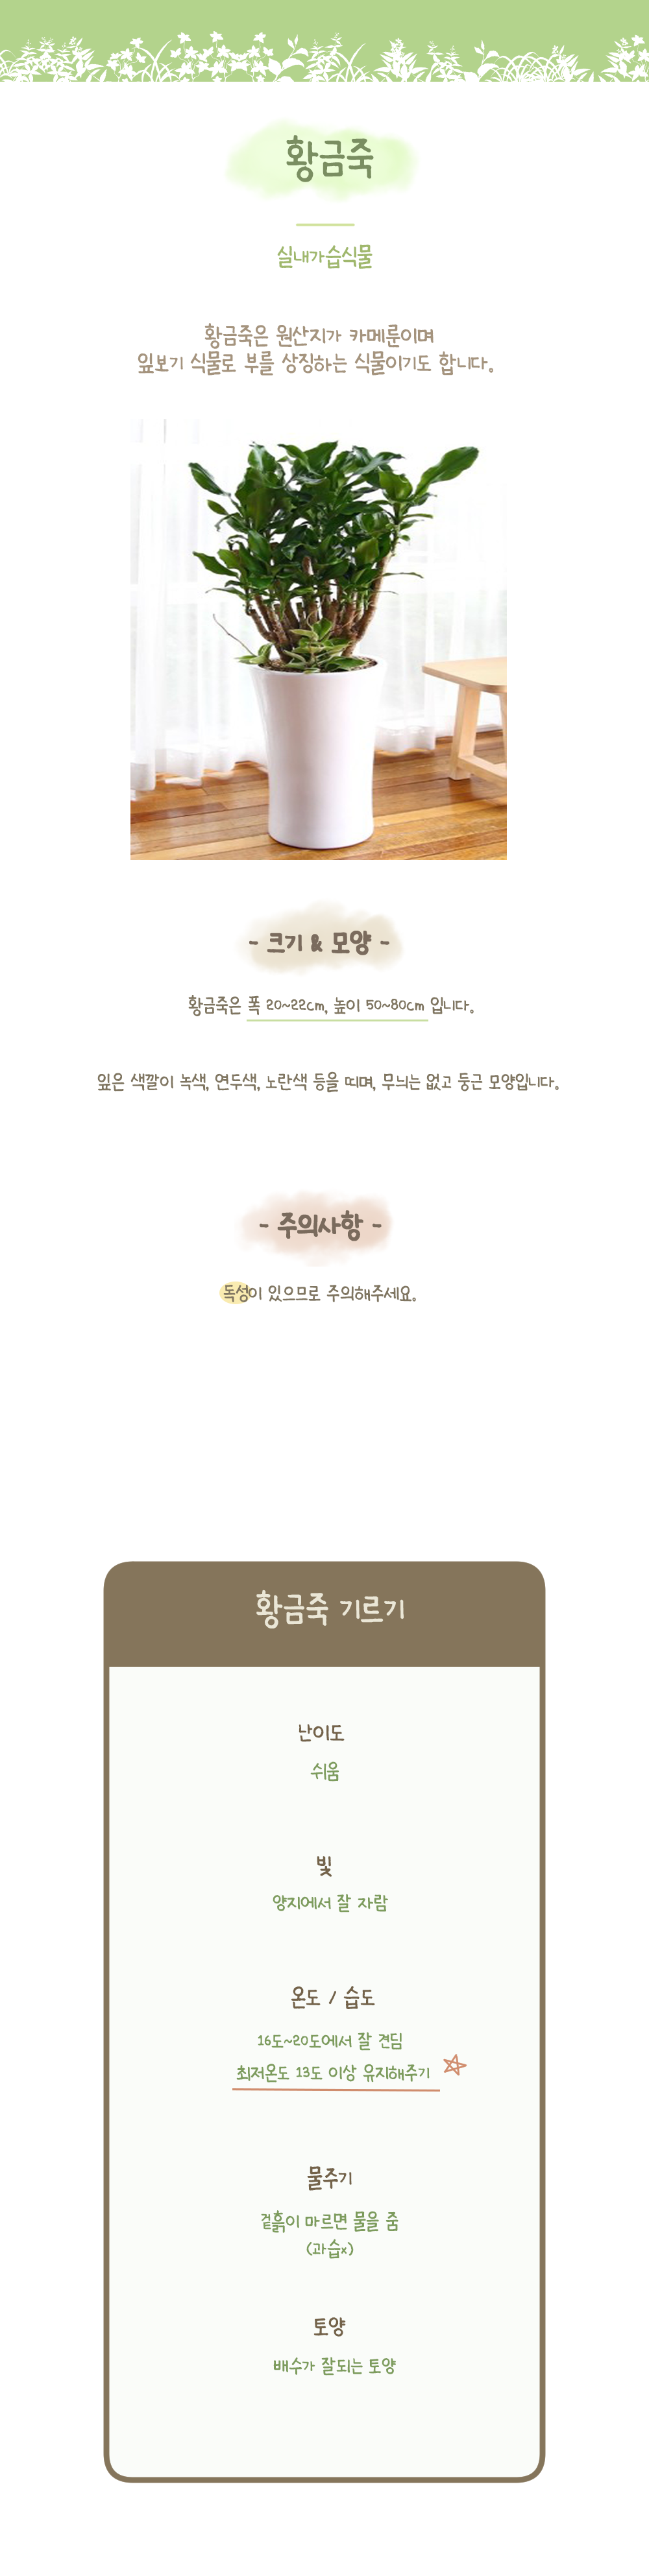 황금죽
실내가습식물
황금죽은 원산지가 카메룬이며
잎보기 식물로 부를 상징하는 식물이기도 합니다.
- 크기 & 모양 -
황금죽은 폭 20~22cm, 높이 50~80cm 입니다.
잎은 색깔이 녹색, 연두색, 노란색 등을 띠며, 무늬는 없고 둥근 모양입니다.
- 주의사항 -
독성이 있으므로 주의해주세요.
황금죽 기르기
난이도
쉬움
빛
양지에서 잘 자람
온도 / 습도
16도~20도에서 잘 견딤
최저온도 13도 이상 유지해주기
물주기
겉흙이 마르면 물을 줌
(과습x)
토양
배수가 잘되는 토양